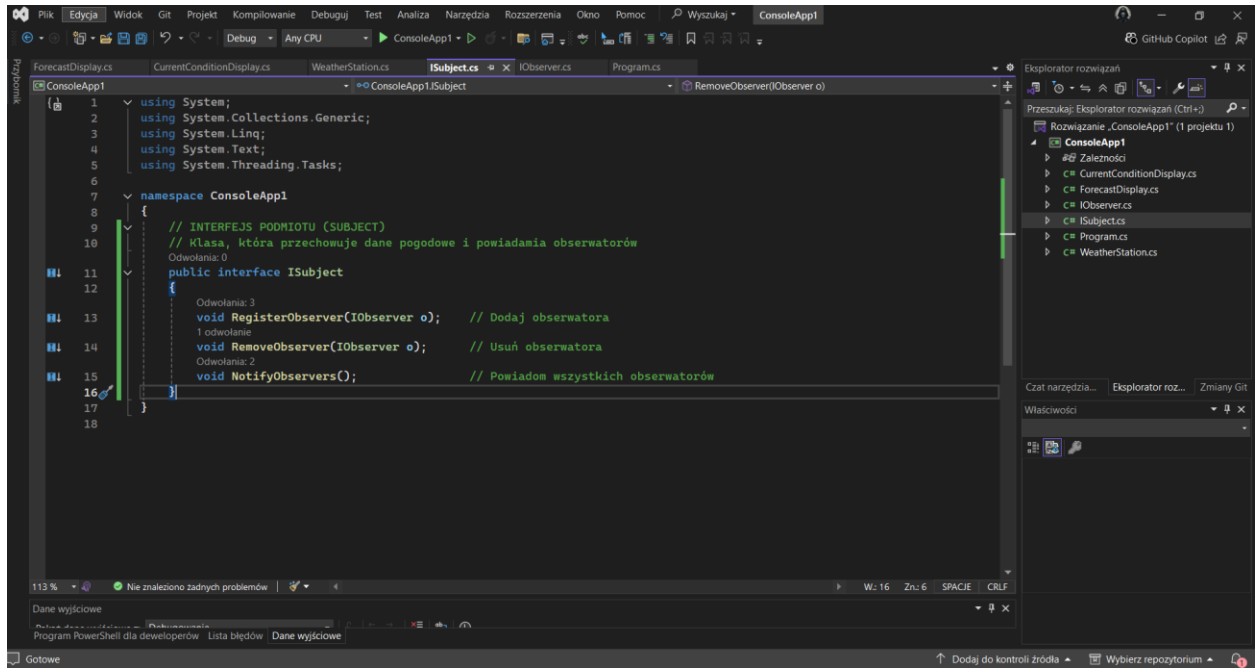 Plik Edycja Widok Git Projekt Kompilowanie Debuguj Test Analiza Narzędzia Rozszerzenia Okno Pomoc Wyszukaj ConsoleApp1
Debug Any CPU ConsoleApp1 GitHub Copilot
Przybornik
ForecastDisplay.cs CurrentConditionDisplay.cs WeatherStation.cs ISubject.cs IObserver.cs Program.cs
ConsoleApp1 ConsoleApp1.ISubject RemoveObserver(IObserver o)
1 using System;
2 using System.Collections.Generic;
3 using System.Linq;
4 using System.Text;
5 using System.Threading.Tasks;
6
7 namespace ConsoleApp1
8 {
9 // INTERFEJS PODMIOTU (SUBJECT)
10 // Klasa, która przechowuje dane pogodowe i powiadamia obserwatorów
Odwołania: 0
11 public interface ISubject
12 {
Odwołania: 3
13 void RegisterObserver(IObserver o); // Dodaj obserwatora
1 odwołanie
14 void RemoveObserver(IObserver o); // Usuń obserwatora
Odwołania: 2
15 void NotifyObservers(); // Powiadom wszystkich obserwatorów
16 }
17 }
18
113 % Nie znaleziono żadnych problemów W.: 16 Zn.: 6 SPACJE CRLF
Dane wyjściowe
Program PowerShell dla deweloperów Lista błędów Dane wyjściowe
Eksplorator rozwiązań
Przeszukaj: Eksplorator rozwiązań (Ctrl+;)
Rozwiązanie „ConsoleApp1” (1 projektu 1)
ConsoleApp1
Zależności
C# CurrentConditionDisplay.cs
C# ForecastDisplay.cs
C# IObserver.cs
C# ISubject.cs
C# Program.cs
C# WeatherStation.cs
Czat narzędzia... Eksplorator roz... Zmiany Git
Właściwości
Gotowe Dodaj do kontroli źródła Wybierz repozytorium